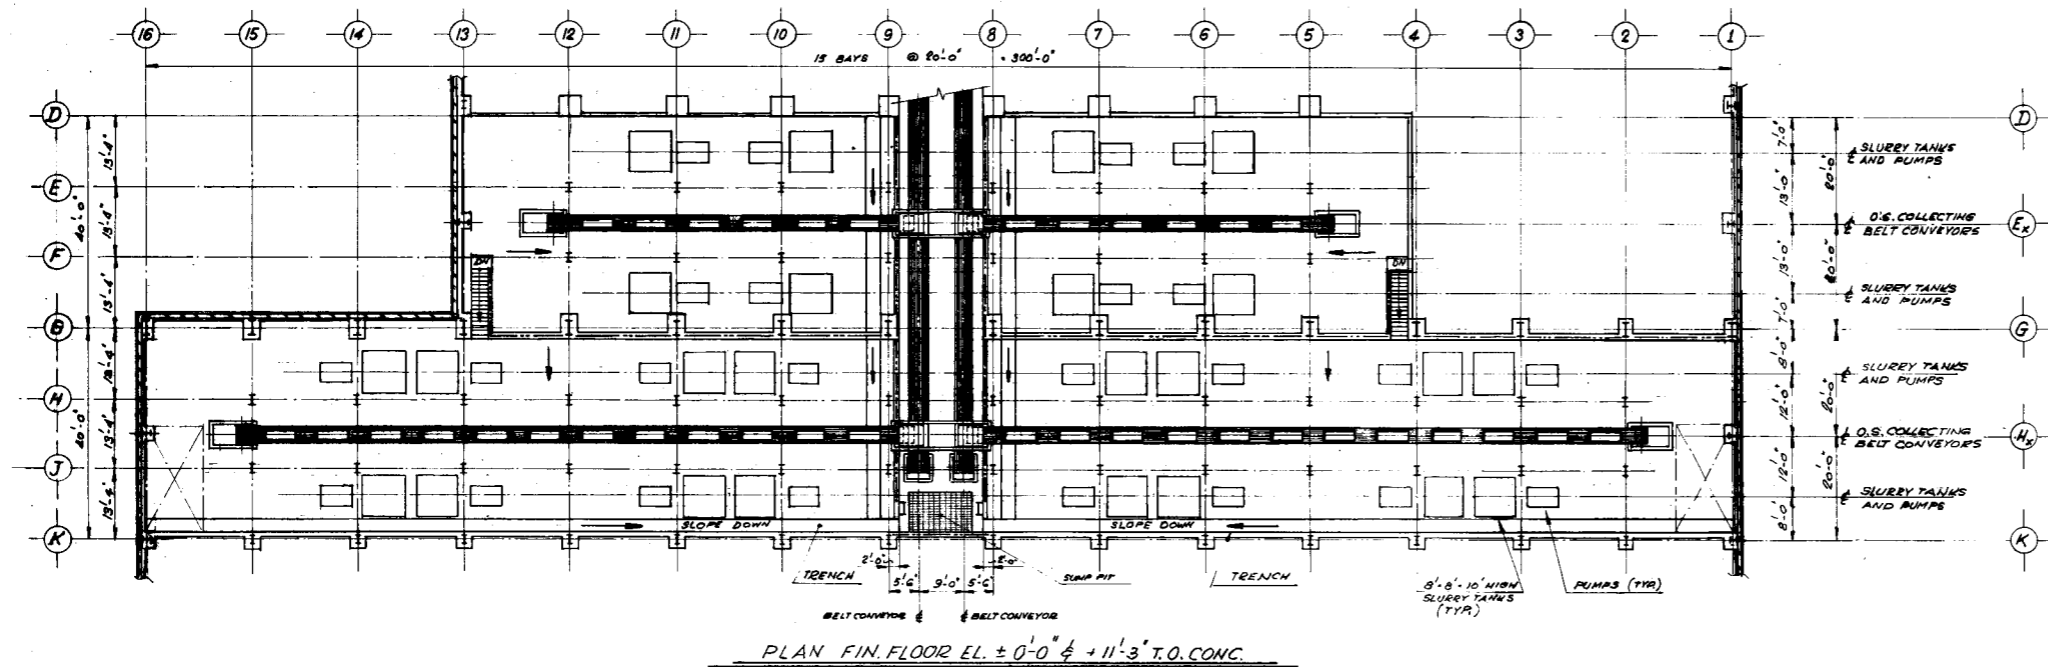 16 15 14 13 12 11 10 9 8 7 6 5 4 3 2 1
15 BAYS @ 20'-0" = 300'-0"
D
E
F
G
H
J
K
13'-4"
13'-4"
13'-4"
40'-0"
13'-4"
13'-4"
13'-4"
40'-0"
DN
DN
SLOPE DOWN
SLOPE DOWN
2'-0"
5'-6"
9'-0"
5'-6"
2'-0"
TRENCH
SUMP PIT
TRENCH
BELT CONVEYOR
BELT CONVEYOR
8'-8'-10' HIGH
SLURRY TANKS
(TYP.)
PUMPS (TYP.)
7'-0"
13'-0"
20'-0"
13'-0"
7'-0"
20'-0"
8'-0"
12'-0"
20'-0"
12'-0"
8'-0"
20'-0"
SLURRY TANKS
AND PUMPS
O.S. COLLECTING
BELT CONVEYORS
SLURRY TANKS
AND PUMPS
SLURRY TANKS
AND PUMPS
O.S. COLLECTING
BELT CONVEYORS
SLURRY TANKS
AND PUMPS
D
Ex
G
Hx
K
PLAN FIN. FLOOR EL. ± 0'-0" & + 11'-3" T.O. CONC.